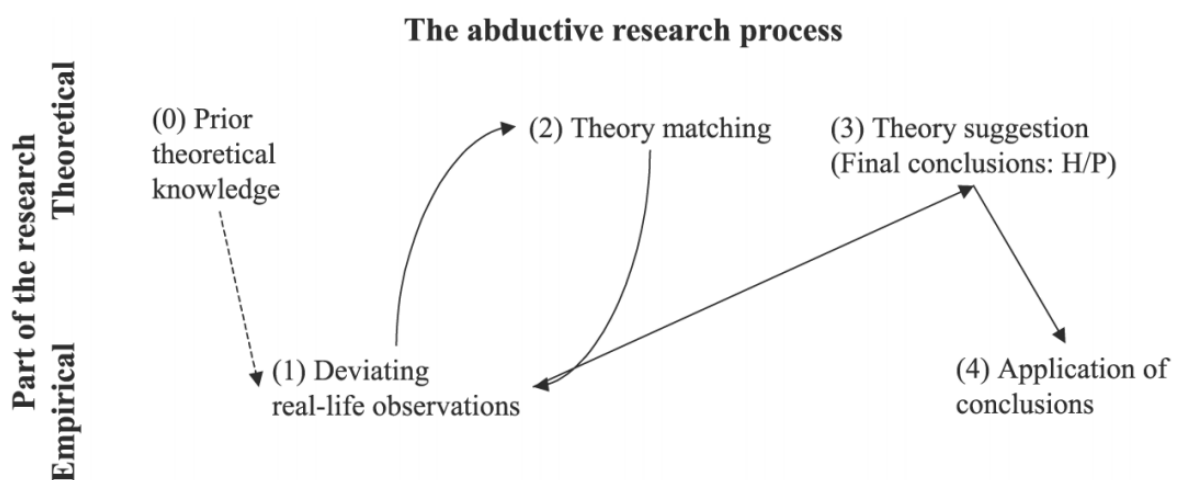 The abductive research process
Part of the research
Theoretical
Empirical
(0) Prior
theoretical
knowledge
(2) Theory matching
(3) Theory suggestion
(Final conclusions: H/P)
(1) Deviating
real-life observations
(4) Application of
conclusions